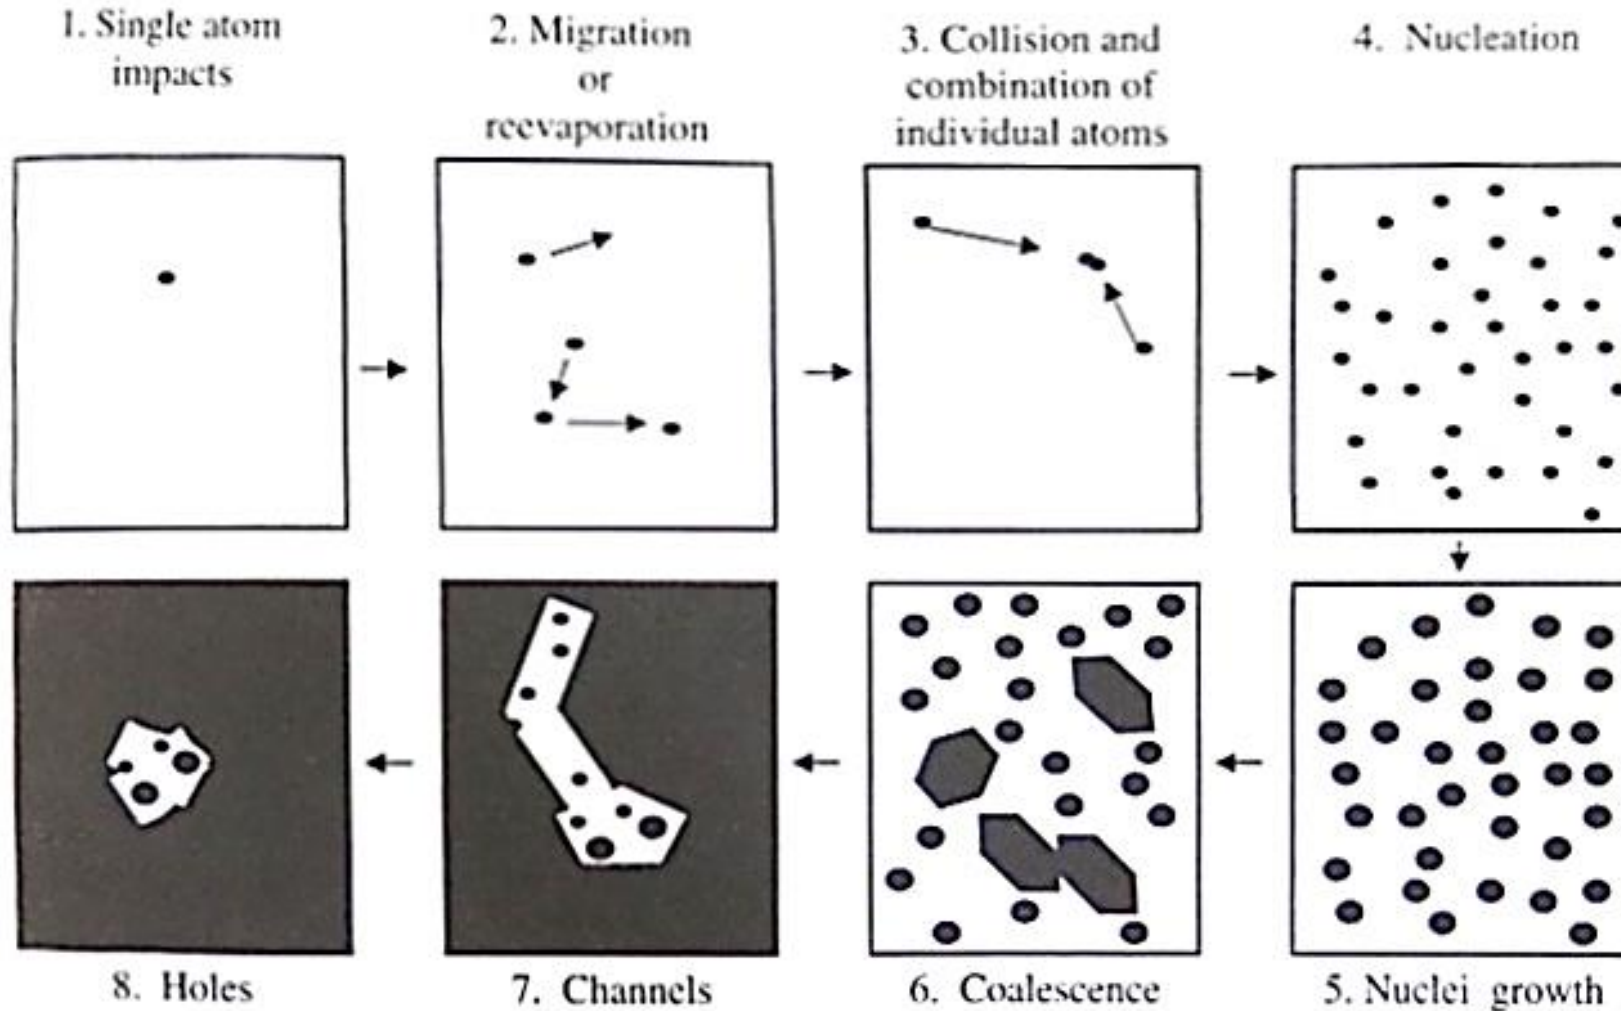 1. Single atom
impacts
2. Migration
or
reevaporation
3. Collision and
combination of
individual atoms
4. Nucleation
8. Holes
7. Channels
6. Coalescence
5. Nuclei growth